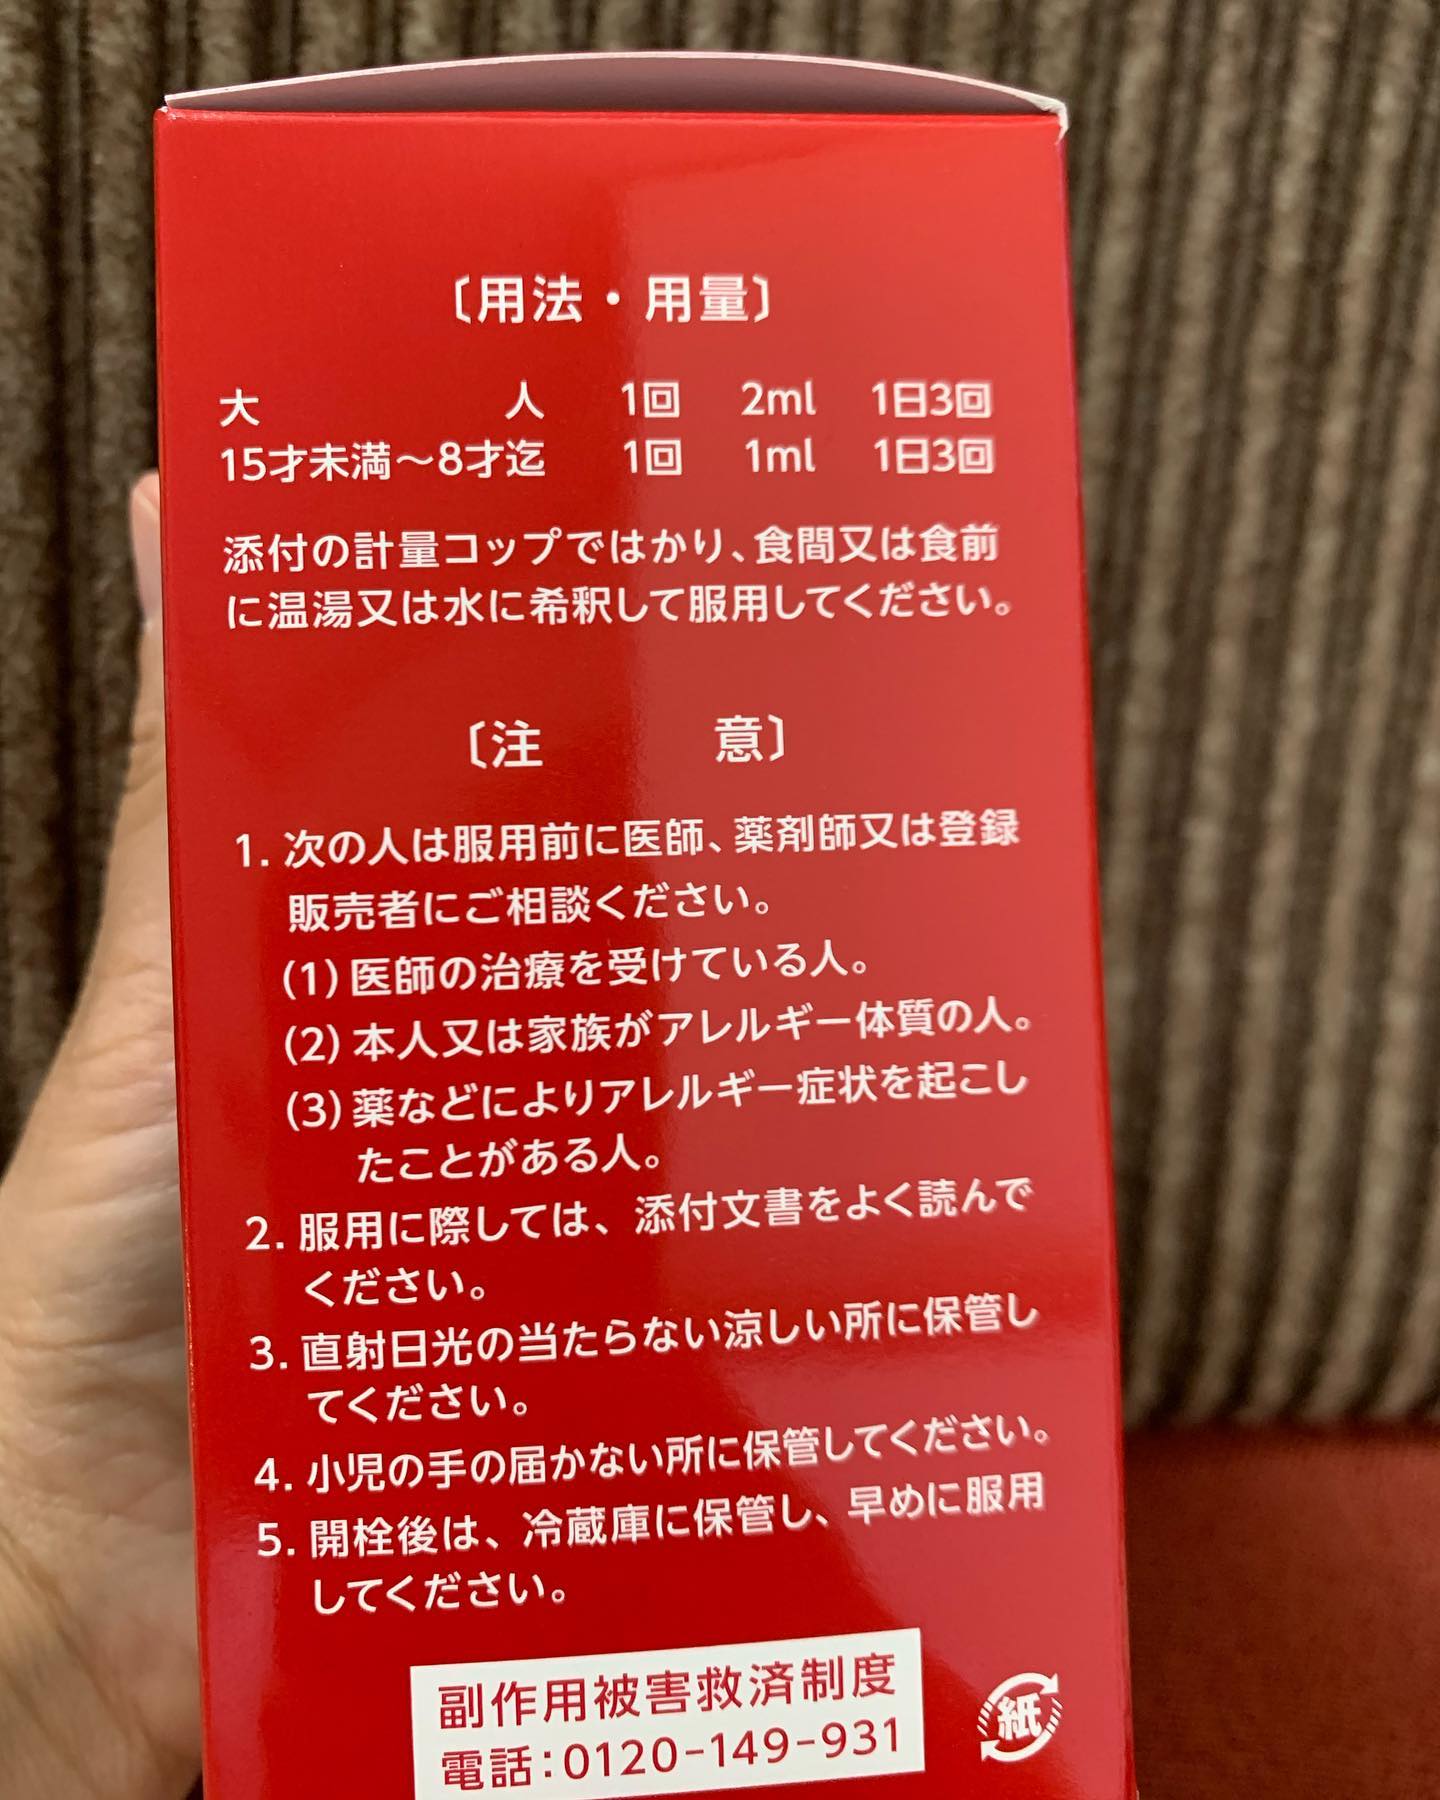 〔用法・用量〕
大　　　人　1回　2ml　1日3回
15才未満～8才迄　1回　1ml　1日3回
添付の計量コップではかり、食間又は食前
に温湯又は水に希釈して服用してください。
〔注　　意〕
1. 次の人は服用前に医師、薬剤師又は登録
販売者にご相談ください。
(1) 医師の治療を受けている人。
(2) 本人又は家族がアレルギー体質の人。
(3) 薬などによりアレルギー症状を起こし
たことがある人。
2. 服用に際しては、添付文書をよく読んで
ください。
3. 直射日光の当たらない涼しい所に保管し
てください。
4. 小児の手の届かない所に保管してください。
5. 開栓後は、冷蔵庫に保管し、早めに服用
してください。
副作用被害救済制度
電話：0120-149-931
紙